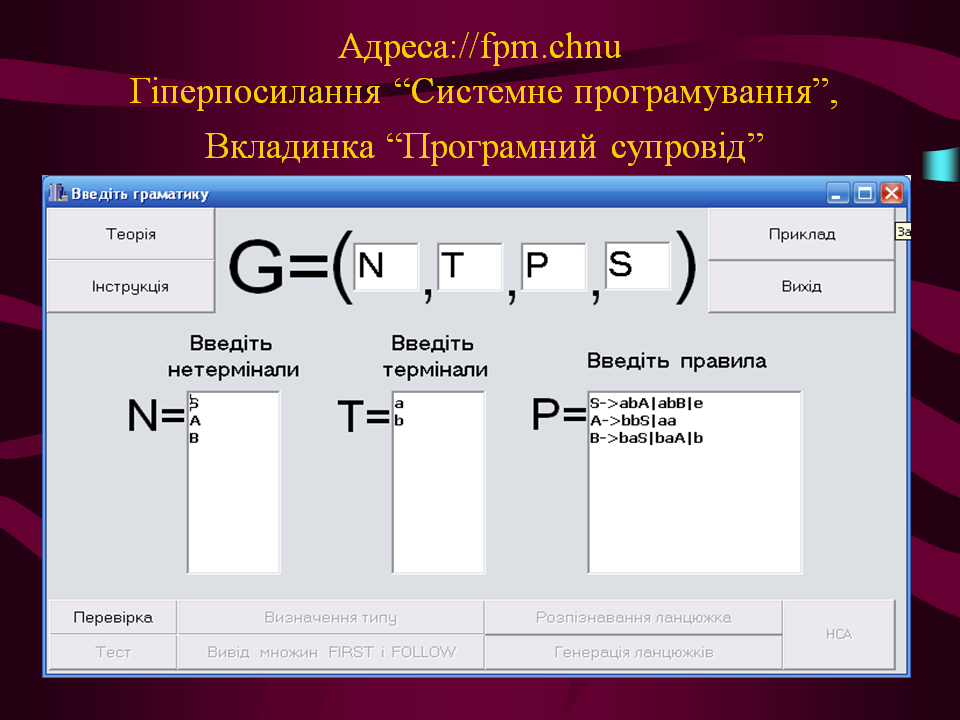 Адреса://fpm.chnu
Гіперпосилання “Системне програмування”,
Вкладинка “Програмний супровід”
Введіть граматику
Теорія
Інструкція
G=(N,T,P,S)
Приклад
Вихід
За
Введіть
нетермінали
N=
S
A
B
Введіть
термінали
T=
a
b
Введіть правила
P=
S->abA|abB|e
A->bbS|aa
B->baS|baA|b
Перевірка
Визначення типу
Розпізнавання ланцюжка
НСА
Тест
Вивід множин FIRST і FOLLOW
Генерація ланцюжків